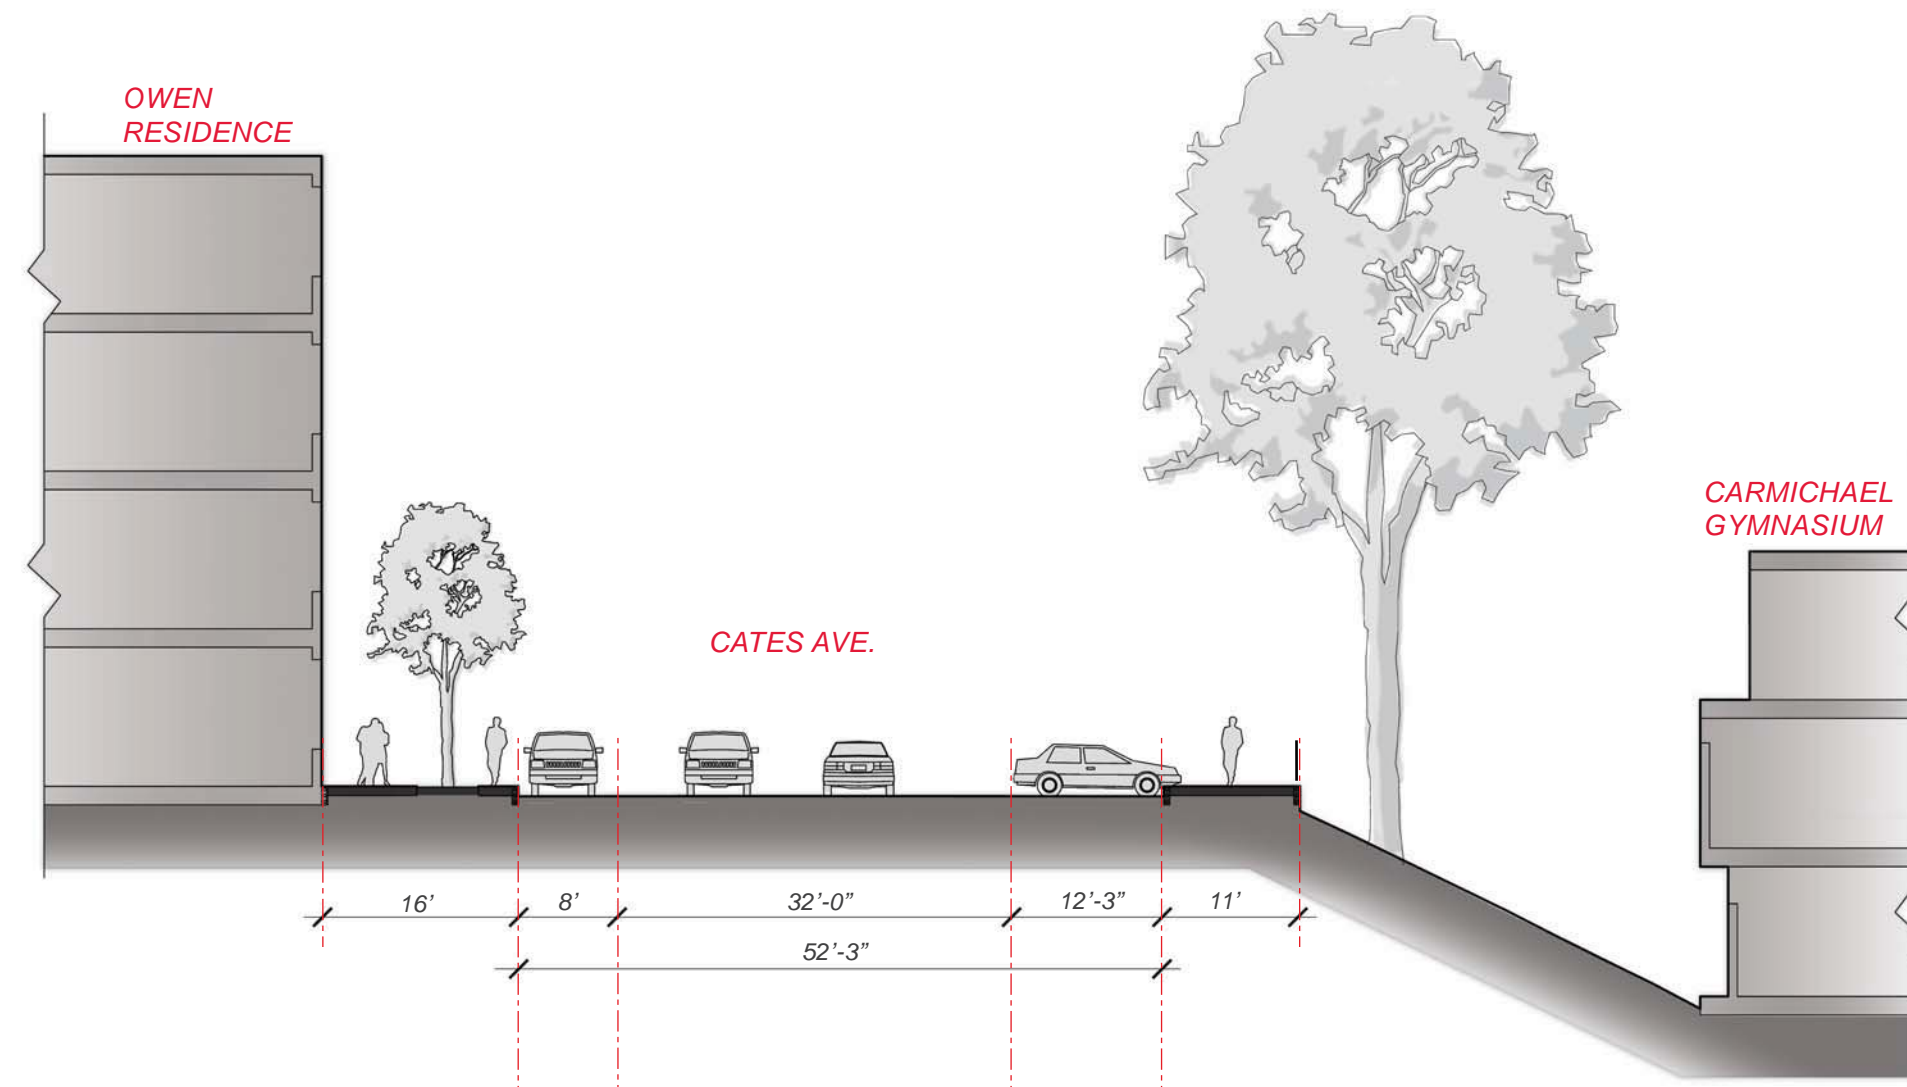 OWEN
RESIDENCE
CARMICHAEL
GYMNASIUM
CATES AVE.
16’
8’
32’-0”
12’-3”
11’
52’-3”